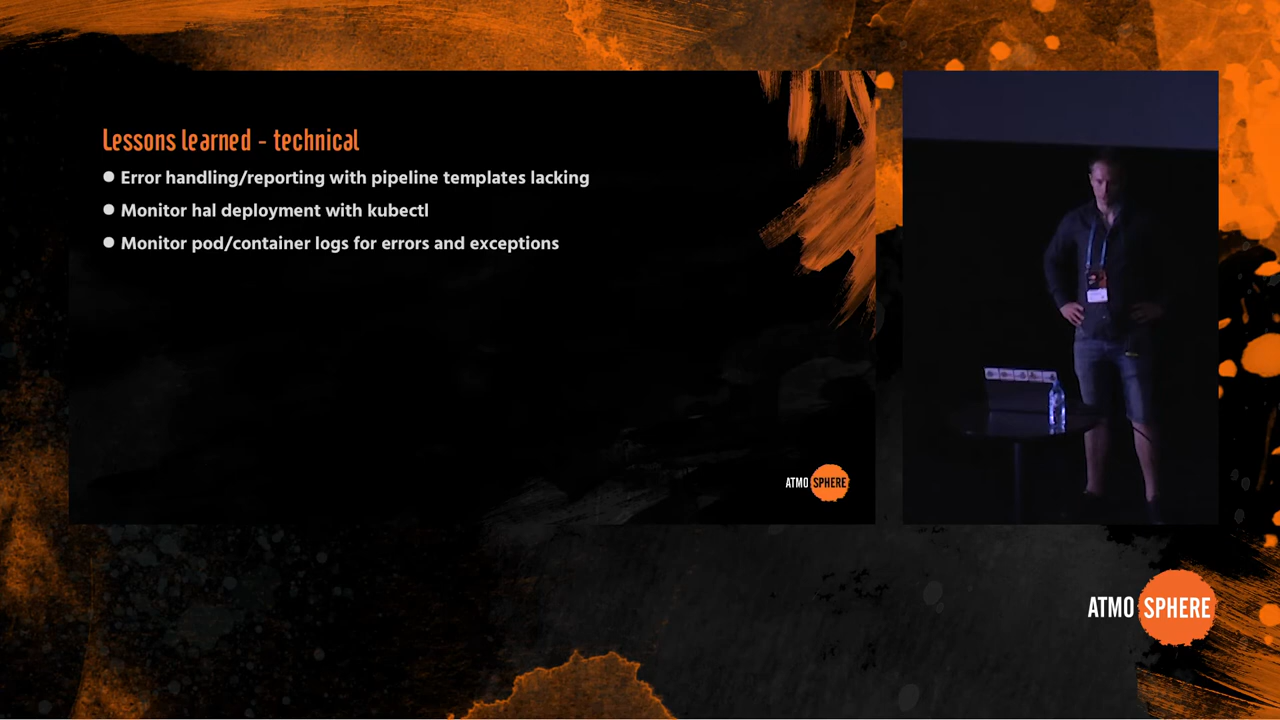 Lessons learned - technical
Error handling/reporting with pipeline templates lacking
Monitor hal deployment with kubectl
Monitor pod/container logs for errors and exceptions
ATMO SPHERE
ATMO SPHERE